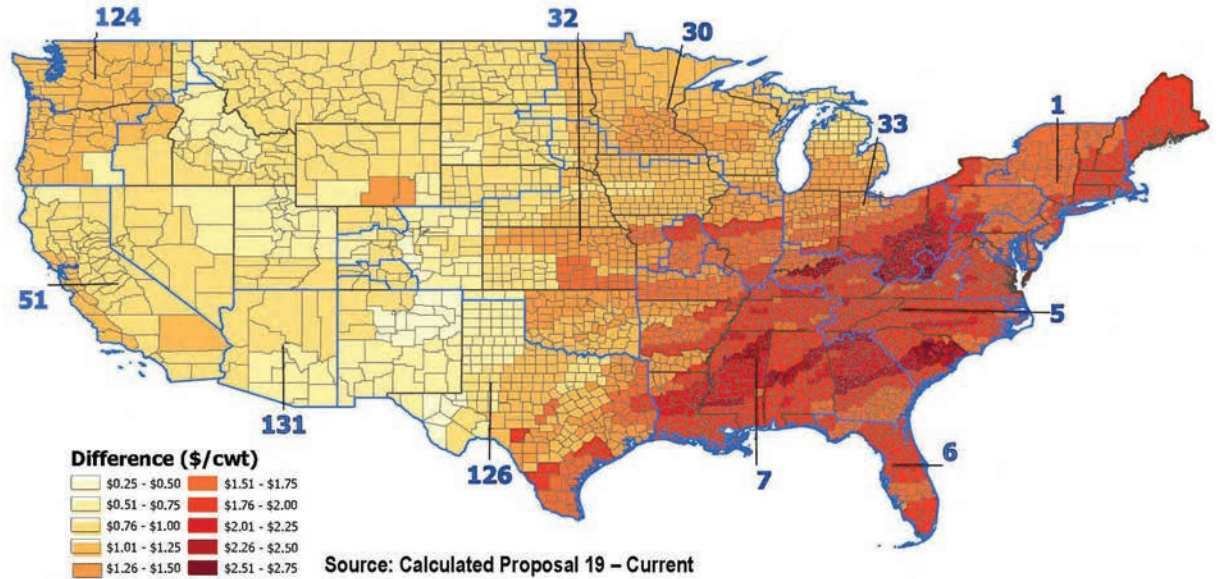 124
32
30
1
33
51
5
131
126
7
6
Difference ($/cwt)
$0.25 - $0.50
$0.51 - $0.75
$0.76 - $1.00
$1.01 - $1.25
$1.26 - $1.50
$1.51 - $1.75
$1.76 - $2.00
$2.01 - $2.25
$2.26 - $2.50
$2.51 - $2.75
Source: Calculated Proposal 19 – Current